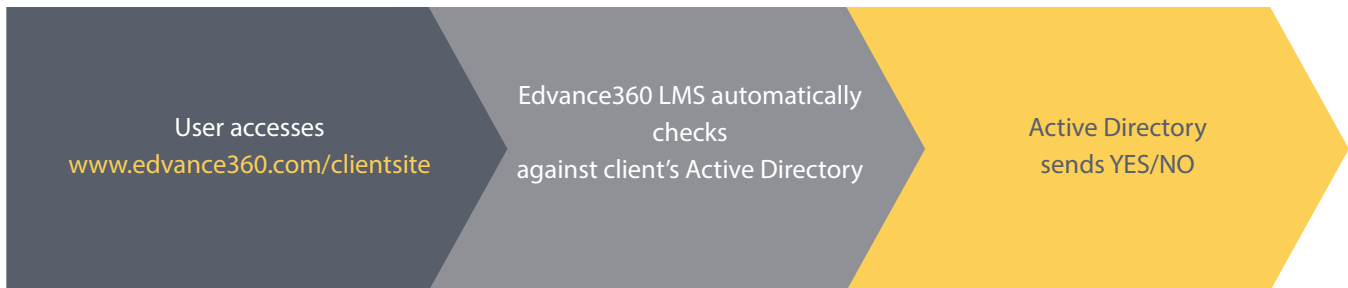 User accesses
www.edvance360.com/clientsite
Edvance360 LMS automatically
checks
against client’s Active Directory
Active Directory
sends YES/NO